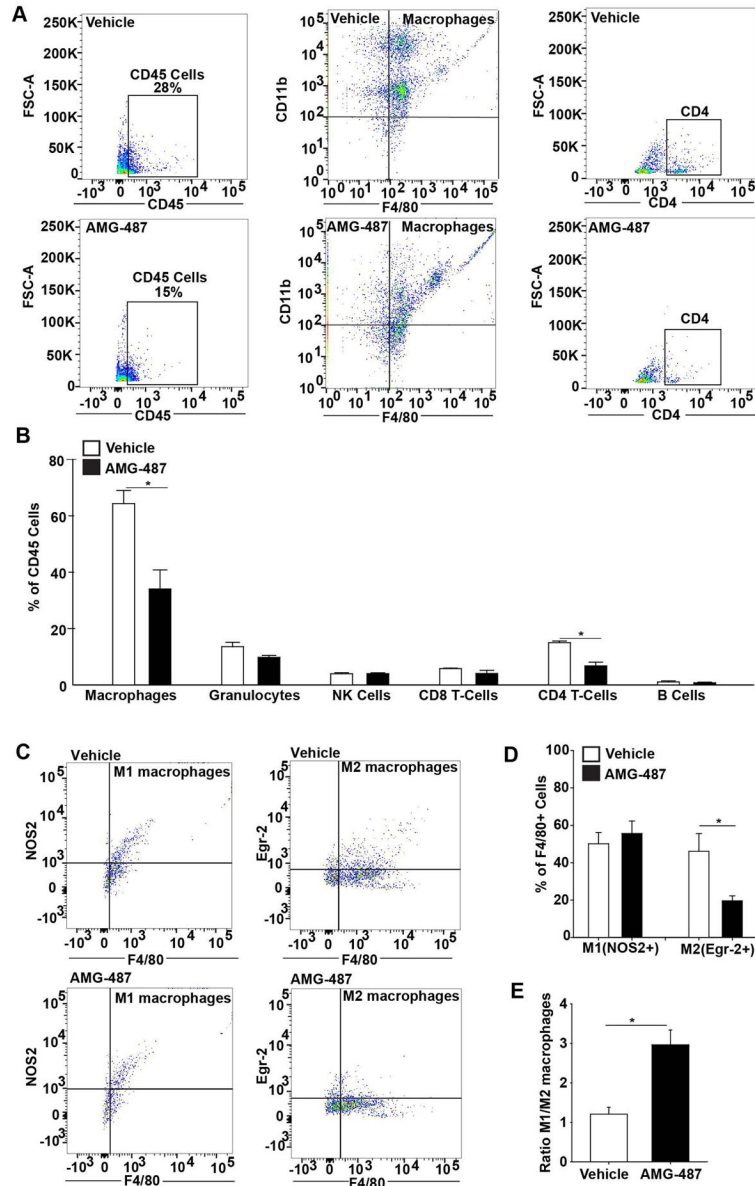 A
Vehicle
250K
200K
150K
100K
50K
0
FSC-A
CD45 Cells
28%
-10³ 0 10³ 10⁴ 10⁵
CD45
Vehicle Macrophages
10⁵
10⁴
10³
10²
10¹
10⁰
CD11b
10⁰ 10¹ 10² 10³ 10⁴ 10⁵
F4/80
Vehicle
250K
200K
150K
100K
50K
0
FSC-A
CD4
-10³ 0 10³ 10⁴ 10⁵
CD4
AMG-487
250K
200K
150K
100K
50K
0
FSC-A
CD45 Cells
15%
-10³ 0 10³ 10⁴ 10⁵
CD45
AMG-487 Macrophages
10⁵
10⁴
10³
10²
10¹
10⁰
CD11b
10⁰ 10¹ 10² 10³ 10⁴ 10⁵
F4/80
AMG-487
250K
200K
150K
100K
50K
0
FSC-A
CD4
-10³ 0 10³ 10⁴ 10⁵
CD4
B
Vehicle
AMG-487
80
60
40
20
0
% of CD45 Cells
*
*
Macrophages Granulocytes NK Cells CD8 T-Cells CD4 T-Cells B Cells
C
Vehicle
M1 macrophages
10⁵
10⁴
10³
0
-10³
NOS2
-10³ 0 10³ 10⁴ 10⁵
F4/80
Vehicle
M2 macrophages
10⁵
10⁴
10³
0
-10³
Egr-2
-10³ 0 10³ 10⁴ 10⁵
F4/80
AMG-487
M1 macrophages
10⁵
10⁴
10³
0
-10³
NOS2
-10³ 0 10³ 10⁴ 10⁵
F4/80
AMG-487
M2 macrophages
10⁵
10⁴
10³
0
-10³
Egr-2
-10³ 0 10³ 10⁴ 10⁵
F4/80
D
Vehicle
AMG-487
100
80
60
40
20
0
% of F4/80+ Cells
*
M1(NOS2+) M2(Egr-2+)
E
4
3
2
1
0
Ratio M1/M2 macrophages
*
Vehicle AMG-487